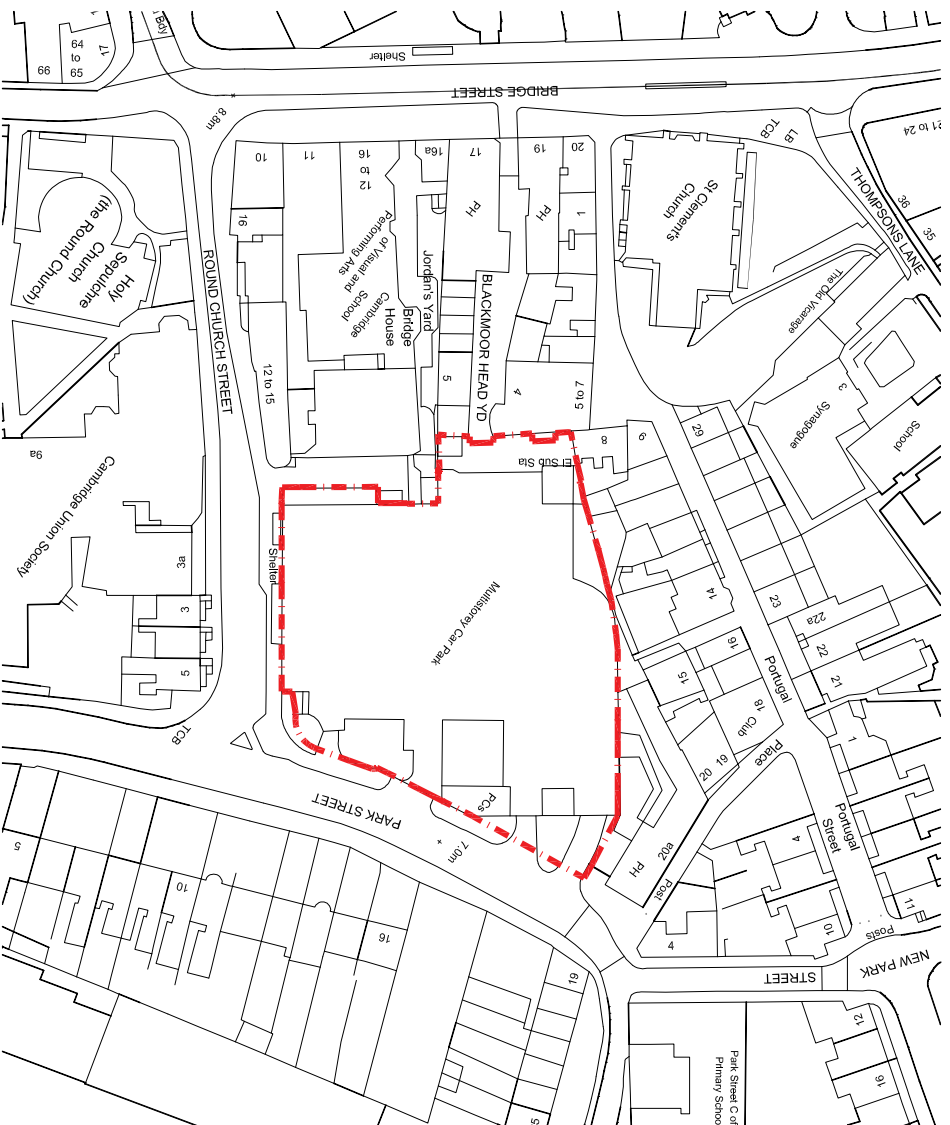 Bdy
64
to
65
17
66
Shelter
BRIDGE STREET
8.8m
TCB
LB
21 to 24
THOMPSONS LANE
36
35
10
11
16
to
12
16a
17
PH
19
PH
20
1
St Clement's
Church
The Old Vicarage
Holy
Sepulchre
Church
(the Round Church)
ROUND CHURCH STREET
16
12 to 15
Cambridge
School
of Visual and
Performing Arts
Bridge
House
Jordan's Yard
BLACKMOOR HEAD YD
5
4
5 to 7
8
9
El Sub Sta
29
3
Synagogue
School
9a
Cambridge Union Society
3a
3
5
TCB
Shelter
Multistorey Car Park
14
23
22a
22
21
16
15
18
Club
19
20
Portugal
Place
1
Portugal
Street
4
PARK STREET
PCs
7.0m
20a
PH
Post
4
10
11
Posts
NEW PARK
STREET
5
10
16
19
12
16
Park Street C of
Primary Schoo